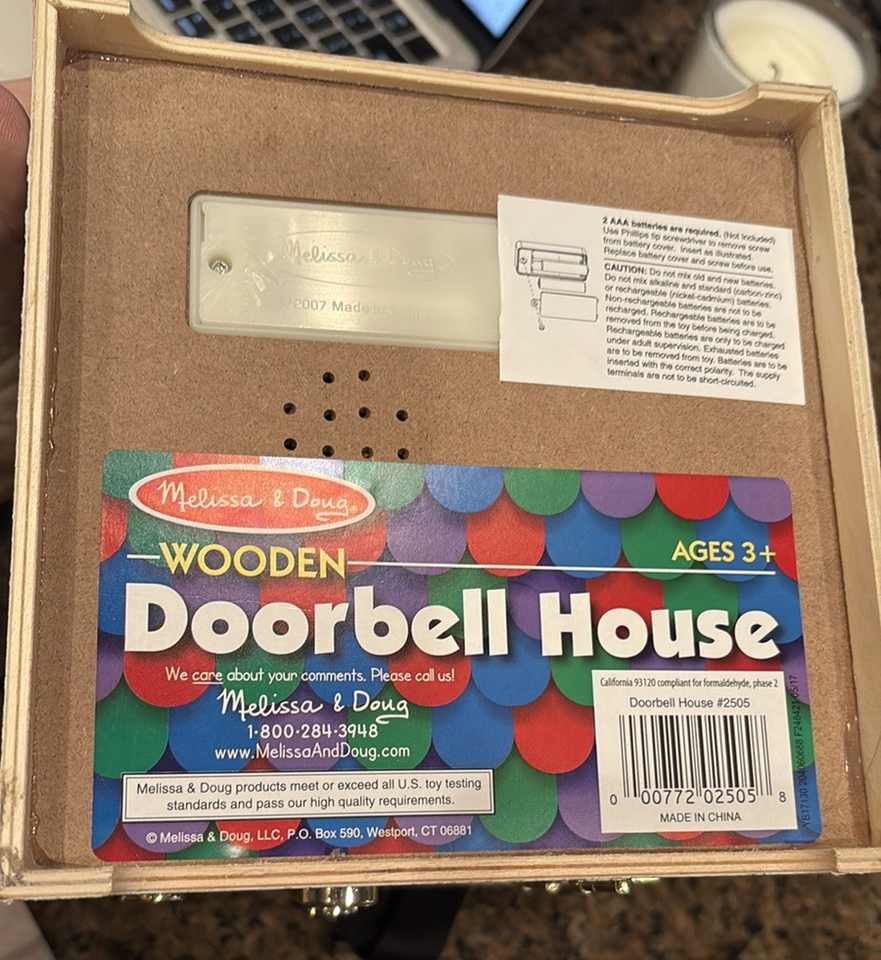 Melissa & Doug
©2007 Made
2 AAA batteries are required. (Not Included)
Use Phillips tip screwdriver to remove screw
from battery cover. Insert as illustrated.
Replace battery cover and screw before use.
CAUTION: Do not mix old and new batteries.
Do not mix alkaline and standard (carbon-zinc)
or rechargeable (nickel-cadmium) batteries.
Non-rechargeable batteries are not to be
recharged. Rechargeable batteries are to be
removed from the toy before being charged.
Rechargeable batteries are only to be charged
under adult supervision. Exhausted batteries
are to be removed from toy. Batteries are to be
inserted with the correct polarity. The supply
terminals are not to be short-circuited.
Melissa & Doug®
WOODEN
AGES 3+
Doorbell House
We care about your comments. Please call us!
Melissa & Doug
1-800-284-3948
www.MelissaAndDoug.com
Melissa & Doug products meet or exceed all U.S. toy testing
standards and pass our high quality requirements.
© Melissa & Doug, LLC, P.O. Box 590, Westport, CT 06881
California 93120 compliant for formaldehyde, phase 2
Doorbell House #2505
0 00772 02505 8
MADE IN CHINA